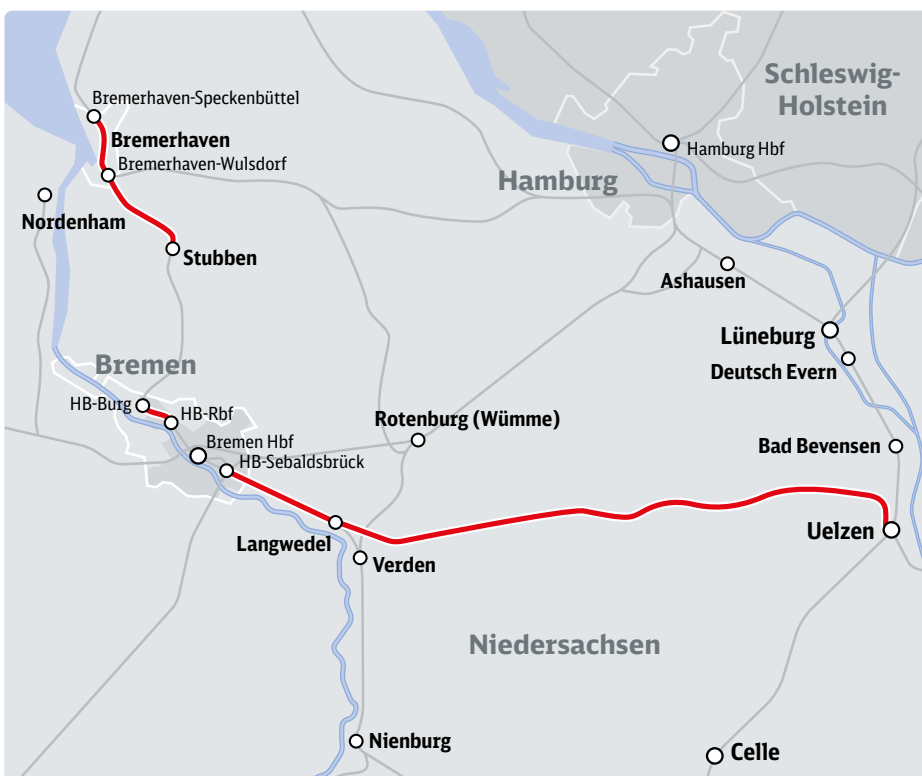 Schleswig-
Holstein
Bremerhaven-Speckenbüttel
Bremerhaven
Hamburg Hbf
Bremerhaven-Wulsdorf
Hamburg
Nordenham
Stubben
Ashausen
Lüneburg
Deutsch Evern
Bremen
HB-Burg
HB-Rbf
Rotenburg (Wümme)
Bremen Hbf
Bad Bevensen
HB-Sebaldsbrück
Uelzen
Langwedel
Verden
Niedersachsen
Nienburg
Celle